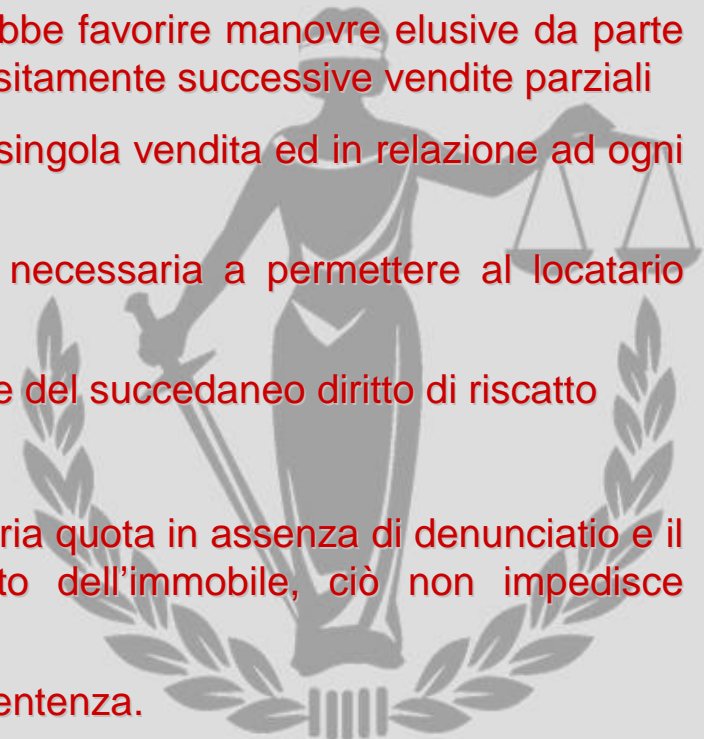 bbe favorire manovre elusive da parte
sitamente successive vendite parziali
singola vendita ed in relazione ad ogni
necessaria a permettere al locatario
e del succedaneo diritto di riscatto
ria quota in assenza di denunciatio e il
to dell'immobile, ciò non impedisce
entenza.